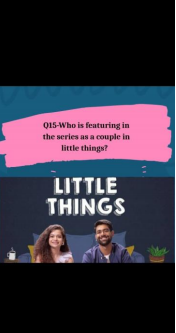 Q15-Who is featuring in
the series as a couple in
little things?
LITTLE
THINGS